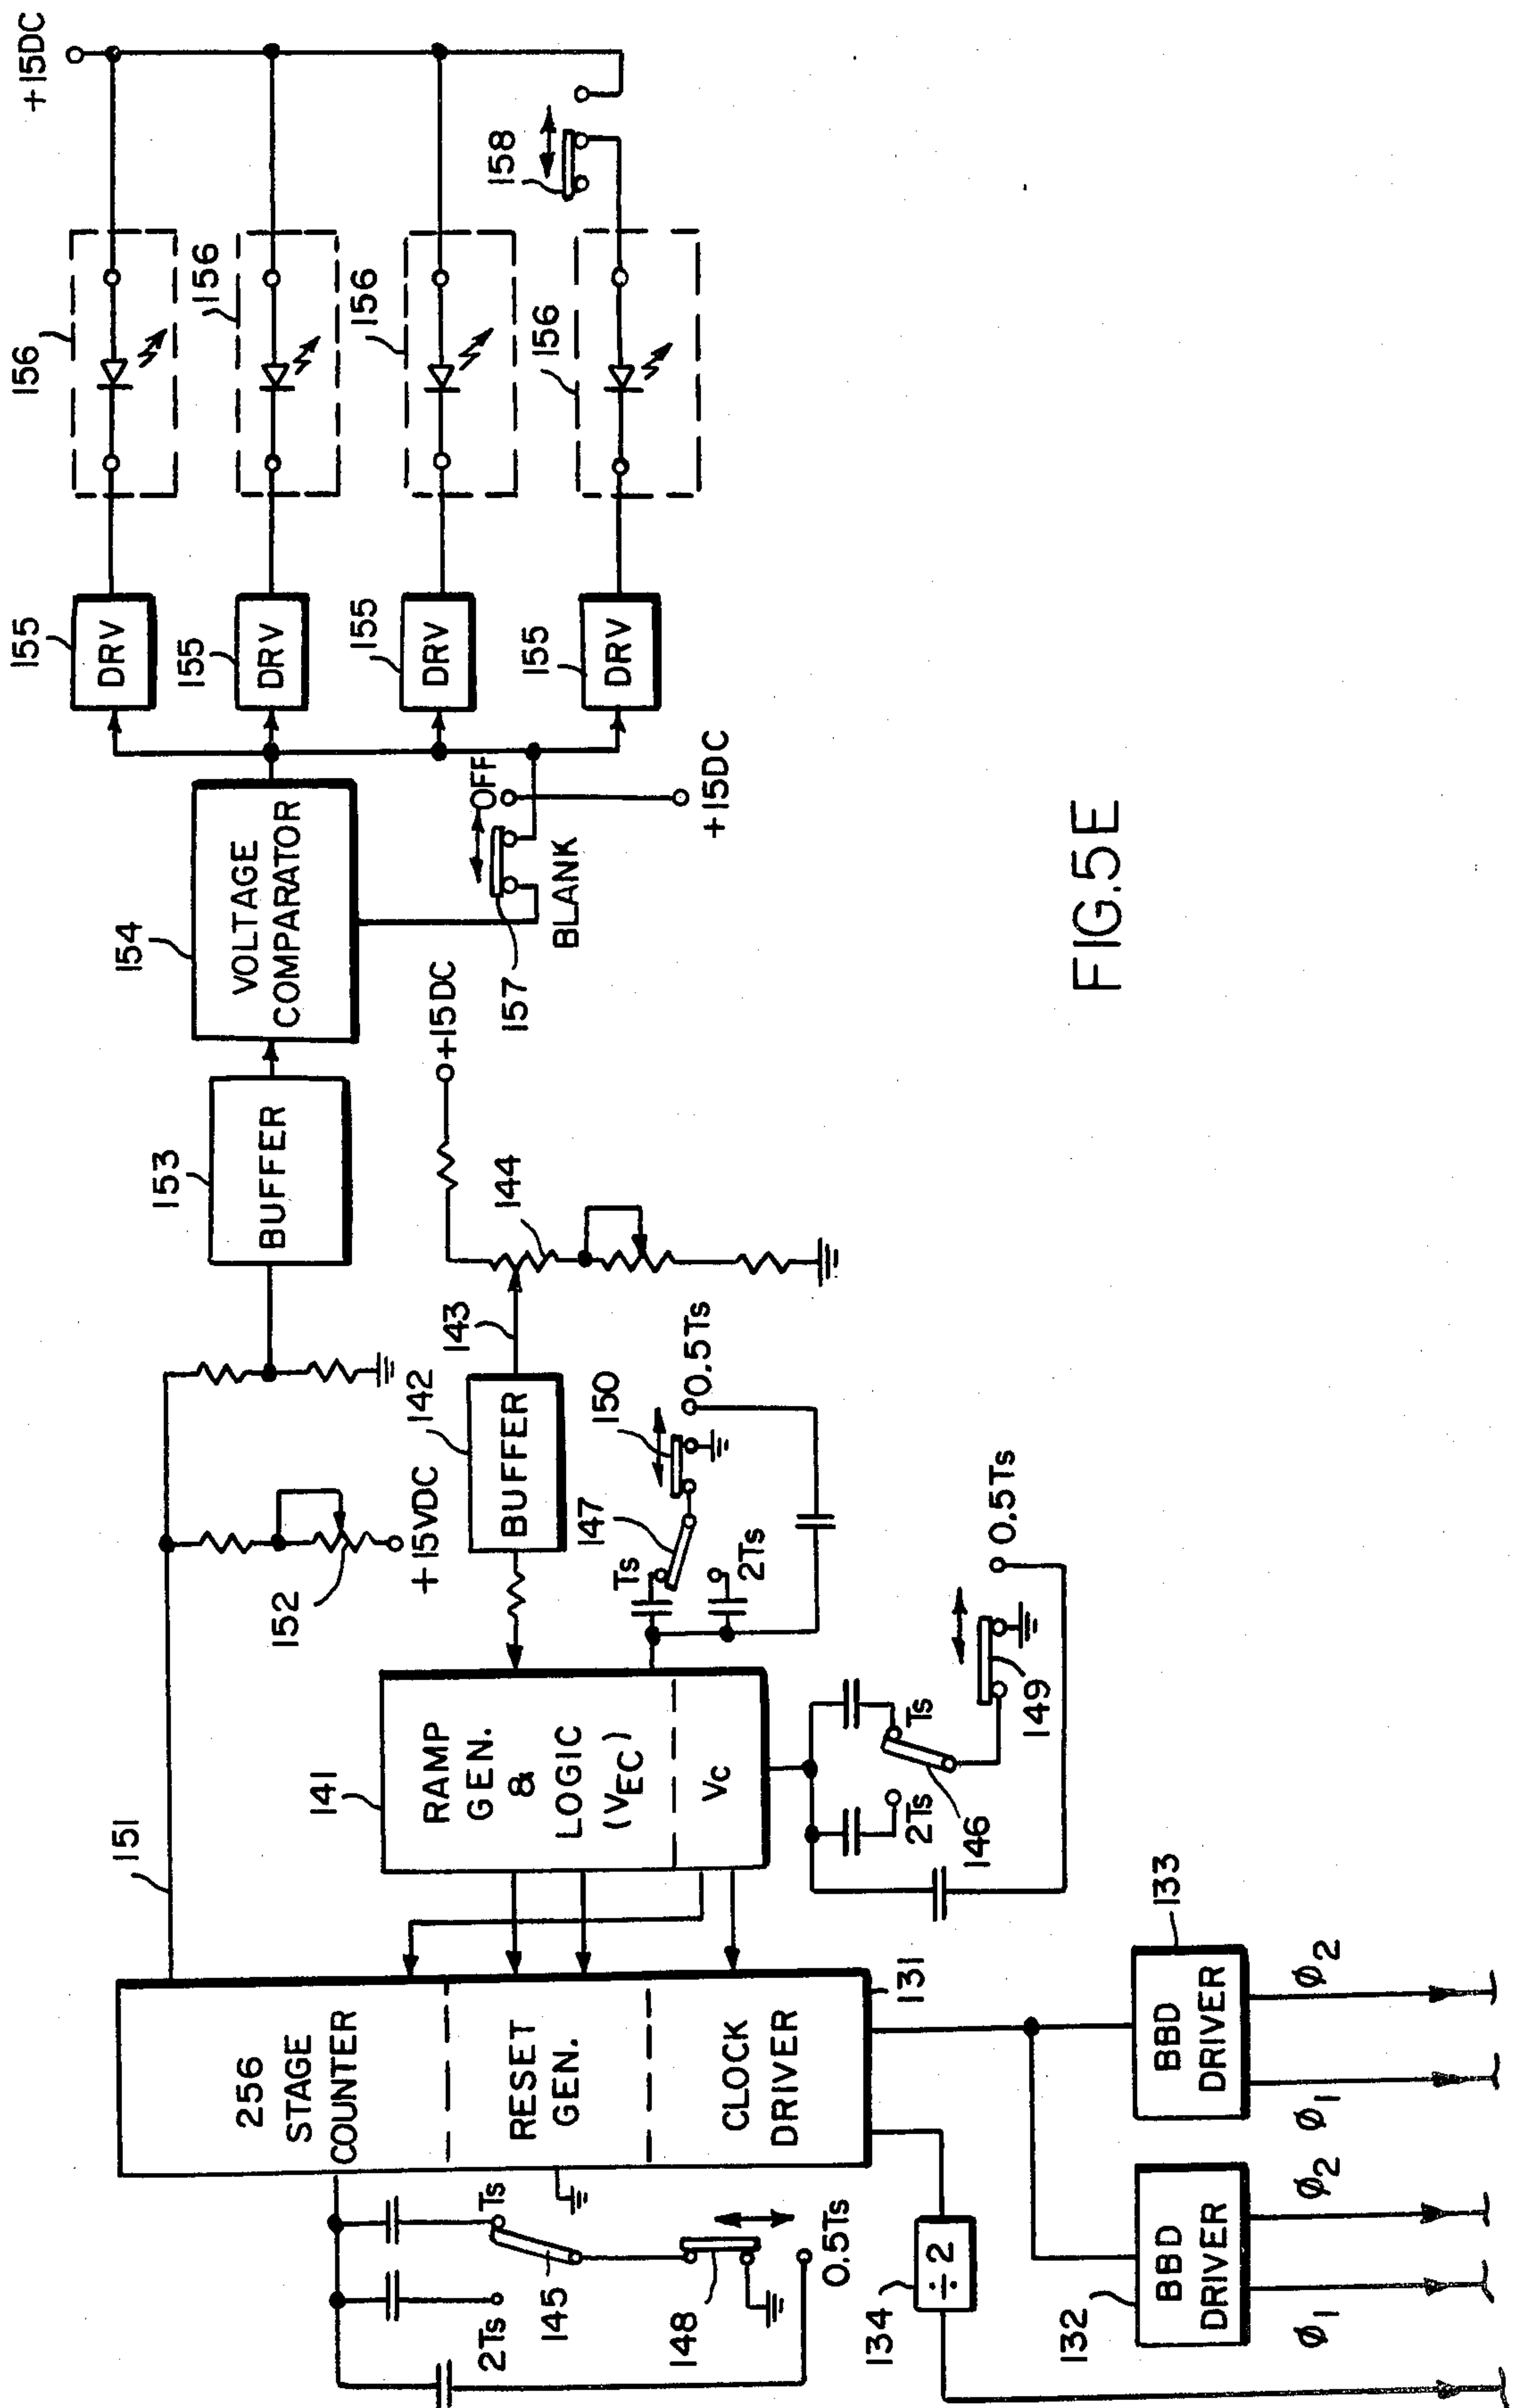 +15DC
156
156
156
156
158
155
DRV
155
DRV
155
DRV
155
DRV
154
VOLTAGE
COMPARATOR
OFF
157
BLANK
+15DC
153
BUFFER
+15DC
144
143
142
BUFFER
150
0.5Ts
147
Ts
2Ts
151
152
+15VDC
141
RAMP
GEN.
&
LOGIC
(VEC)
Vc
0.5Ts
149
Ts
2Ts
146
256
STAGE
COUNTER
RESET
GEN.
CLOCK
DRIVER
131
Ts
2Ts
145
148
0.5Ts
134
÷2
133
BBD
DRIVER
ø1
ø2
132
BBD
DRIVER
ø1
ø2
FIG.5E